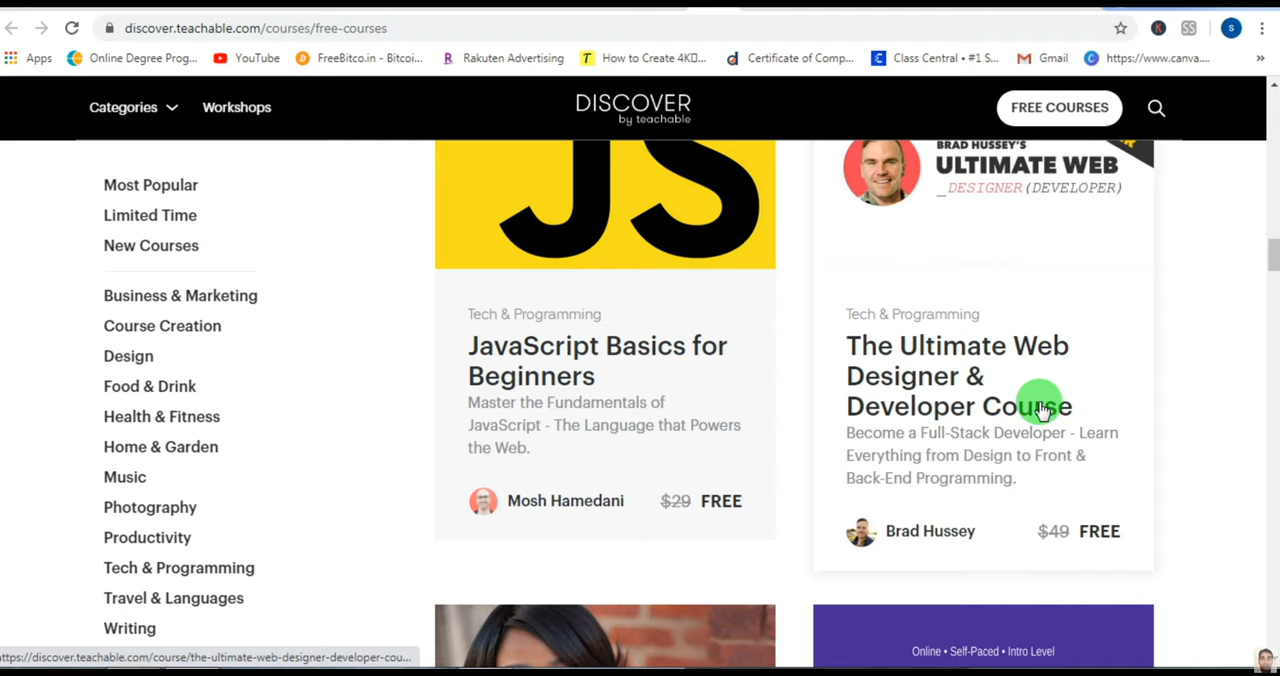 discover.teachable.com/courses/free-courses
K SS S
Apps Online Degree Prog... YouTube FreeBitco.in - Bitcoi... Rakuten Advertising How to Create 4K... Certificate of Comp... Class Central • #1 S... Gmail https://www.canva.... »
Categories Workshops
DISCOVER
by teachable
FREE COURSES
Most Popular
Limited Time
New Courses
Business & Marketing
Course Creation
Design
Food & Drink
Health & Fitness
Home & Garden
Music
Photography
Productivity
Tech & Programming
Travel & Languages
Writing
JS
Tech & Programming
JavaScript Basics for
Beginners
Master the Fundamentals of
JavaScript - The Language that Powers
the Web.
Mosh Hamedani $29 FREE
BRAD HUSSEY'S
ULTIMATE WEB
_DESIGNER(DEVELOPER)
Tech & Programming
The Ultimate Web
Designer &
Developer Course
Become a Full-Stack Developer - Learn
Everything from Design to Front &
Back-End Programming.
Brad Hussey $49 FREE
Online • Self-Paced • Intro Level
https://discover.teachable.com/course/the-ultimate-web-designer-developer-cou...